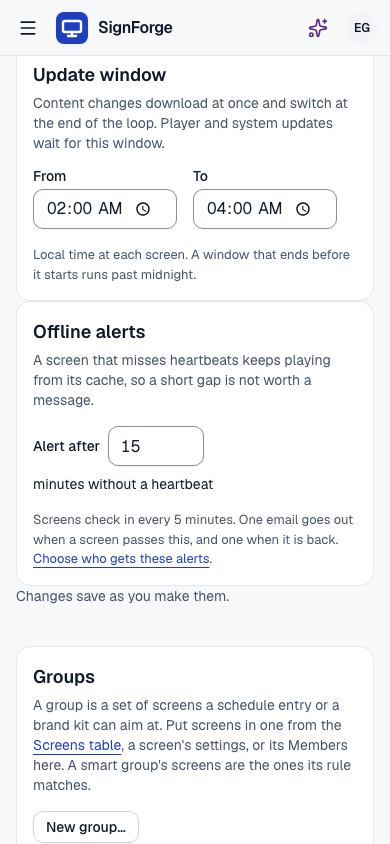 SignForge
EG
Update window
Content changes download at once and switch at
the end of the loop. Player and system updates
wait for this window.
From
To
02:00 AM
04:00 AM
Local time at each screen. A window that ends before
it starts runs past midnight.
Offline alerts
A screen that misses heartbeats keeps playing
from its cache, so a short gap is not worth a
message.
Alert after 15
minutes without a heartbeat
Screens check in every 5 minutes. One email goes out
when a screen passes this, and one when it is back.
Choose who gets these alerts.
Changes save as you make them.
Groups
A group is a set of screens a schedule entry or a
brand kit can aim at. Put screens in one from the
Screens table, a screen's settings, or its Members
here. A smart group's screens are the ones its rule
matches.
New group...